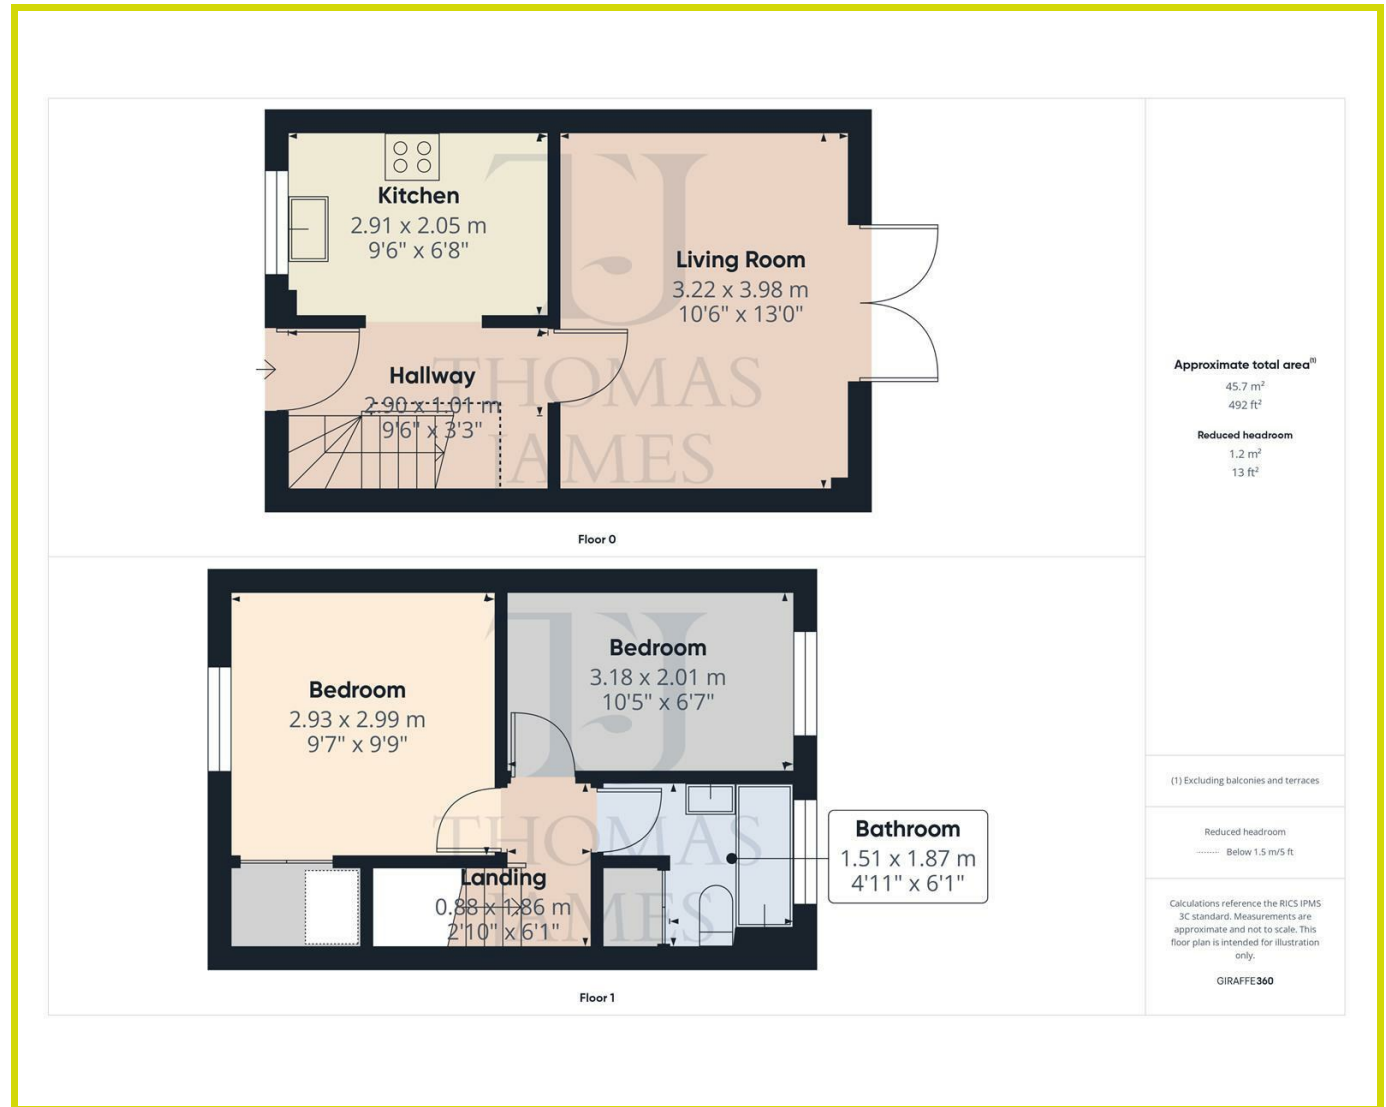 Kitchen
2.91 x 2.05 m
9'6" x 6'8"
Living Room
3.22 x 3.98 m
10'6" x 13'0"
Hallway
2.90 x 1.01 m
9'6" x 3'3"
TJ
THOMAS
JAMES
Floor 0
Bedroom
2.93 x 2.99 m
9'7" x 9'9"
Bedroom
3.18 x 2.01 m
10'5" x 6'7"
Bathroom
1.51 x 1.87 m
4'11" x 6'1"
Landing
0.88 x 1.86 m
2'10" x 6'1"
TJ
THOMAS
JAMES
Floor 1
Approximate total area(1)
45.7 m²
492 ft²
Reduced headroom
1.2 m²
13 ft²
(1) Excluding balconies and terraces
Reduced headroom
Below 1.5 m/5 ft
Calculations reference the RICS IPMS
3C standard. Measurements are
approximate and not to scale. This
floor plan is intended for illustration
only.
GIRAFFE360